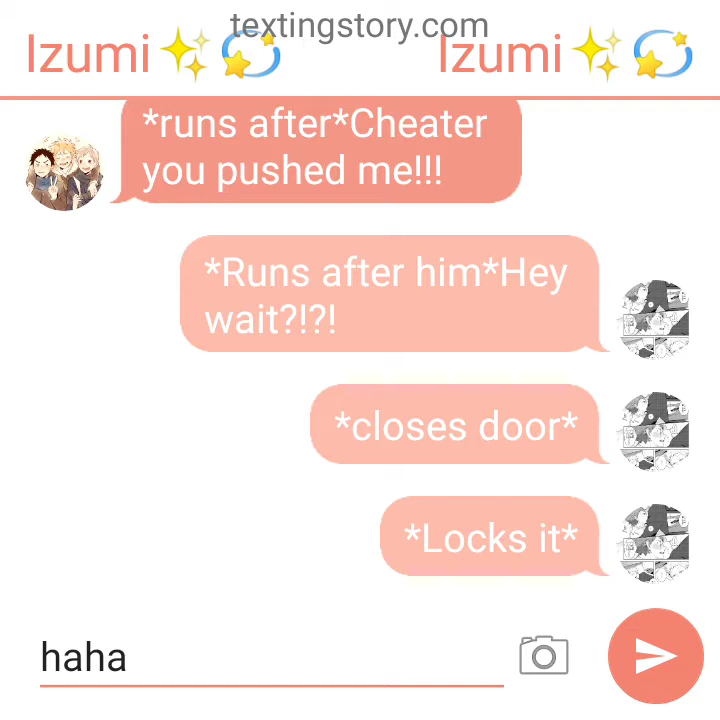 textingstory.com
Izumi✨💫 Izumi✨💫
*runs after*Cheater
you pushed me!!!
*Runs after him*Hey
wait?!?!
*closes door*
*Locks it*
haha